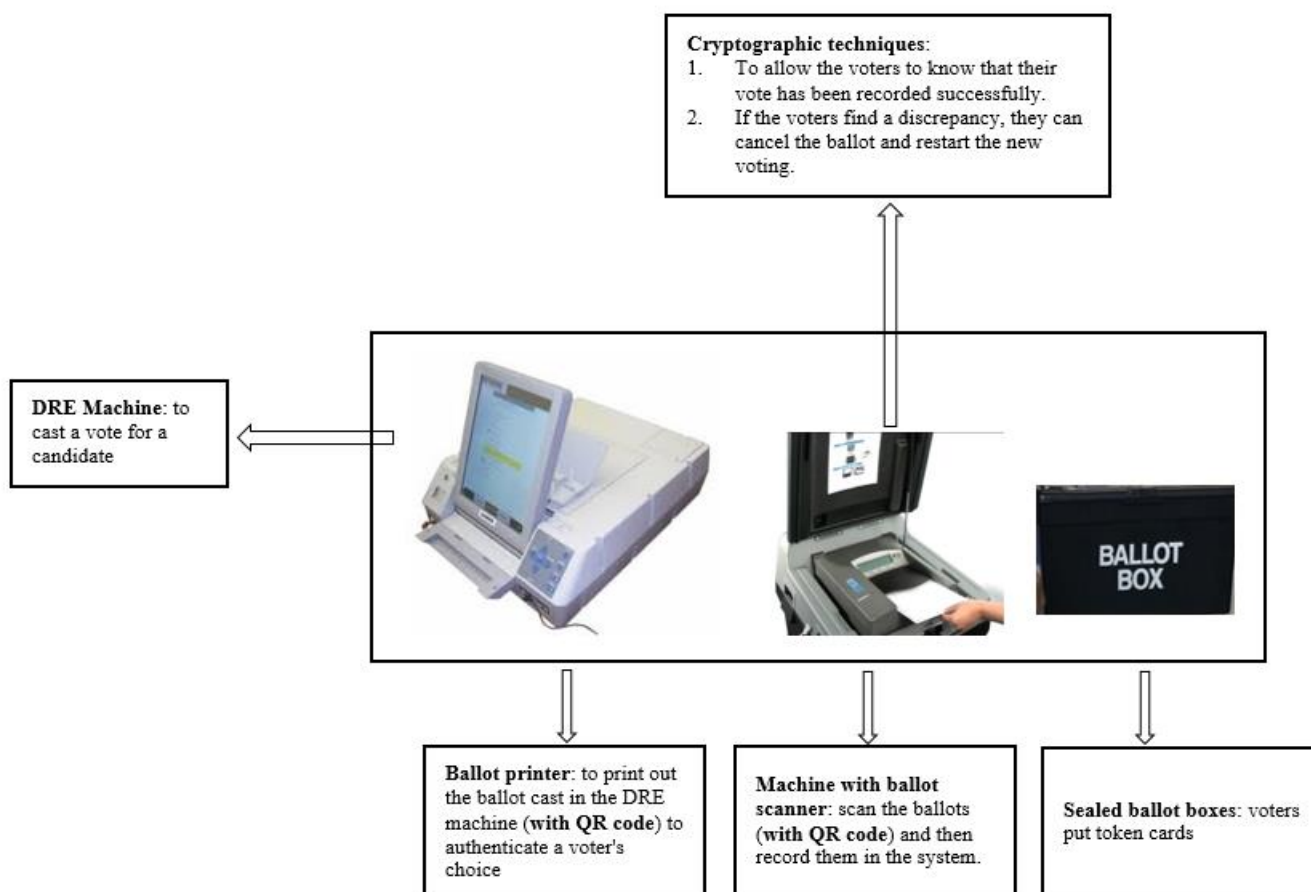 Cryptographic techniques:
1. To allow the voters to know that their
vote has been recorded successfully.
2. If the voters find a discrepancy, they can
cancel the ballot and restart the new
voting.
DRE Machine: to
cast a vote for a
candidate
BALLOT
BOX
Ballot printer: to print out
the ballot cast in the DRE
machine (with QR code) to
authenticate a voter's
choice
Machine with ballot
scanner: scan the ballots
(with QR code) and then
record them in the system.
Sealed ballot boxes: voters
put token cards